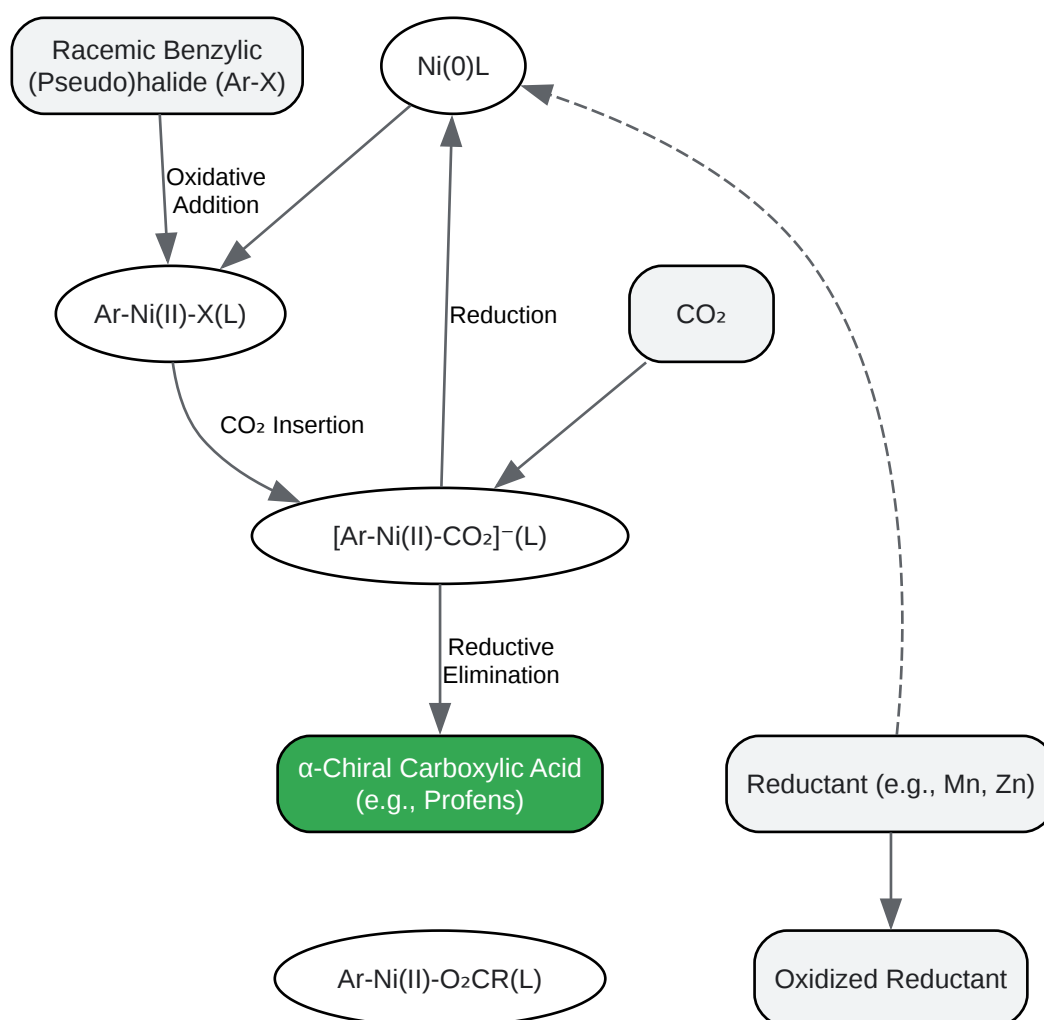 Racemic Benzylic
(Pseudo)halide (Ar-X)
Ni(0)L
Oxidative
Addition
Ar-Ni(II)-X(L)
Reduction
CO₂
CO₂ Insertion
[Ar-Ni(II)-CO₂]⁻(L)
Reductive
Elimination
α-Chiral Carboxylic Acid
(e.g., Profens)
Reductant (e.g., Mn, Zn)
Ar-Ni(II)-O₂CR(L)
Oxidized Reductant